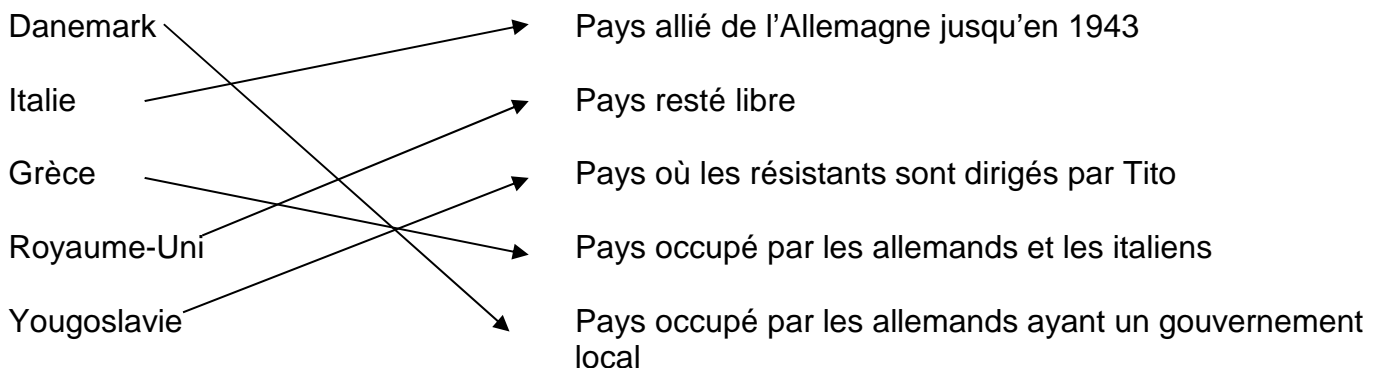 Danemark Pays allié de l’Allemagne jusqu’en 1943
Italie Pays resté libre
Grèce Pays où les résistants sont dirigés par Tito
Royaume-Uni Pays occupé par les allemands et les italiens
Yougoslavie Pays occupé par les allemands ayant un gouvernement
local